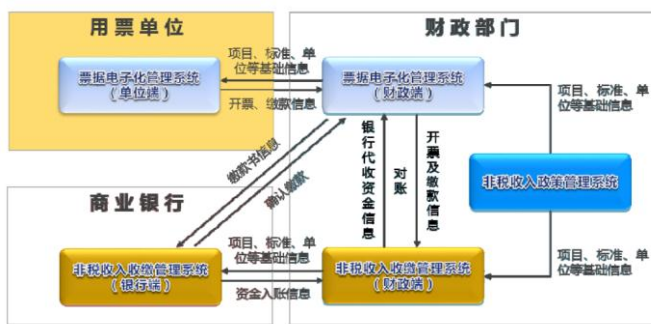 用票单位
财政部门
票据电子化管理系统
（单位端）
项目、标准、单
位等基础信息
开票、缴款信息
票据电子化管理系统
（财政端）
项目、标准、单
位等基础信息
缴款书信息
确认缴款
银行代收资金信息
对账
开票及缴款信息
非税收入政策管理系统
商业银行
非税收入收缴管理系统
（银行端）
项目、标准、单
位等基础信息
资金入账信息
非税收入收缴管理系统
（财政端）
项目、标准、单
位等基础信息